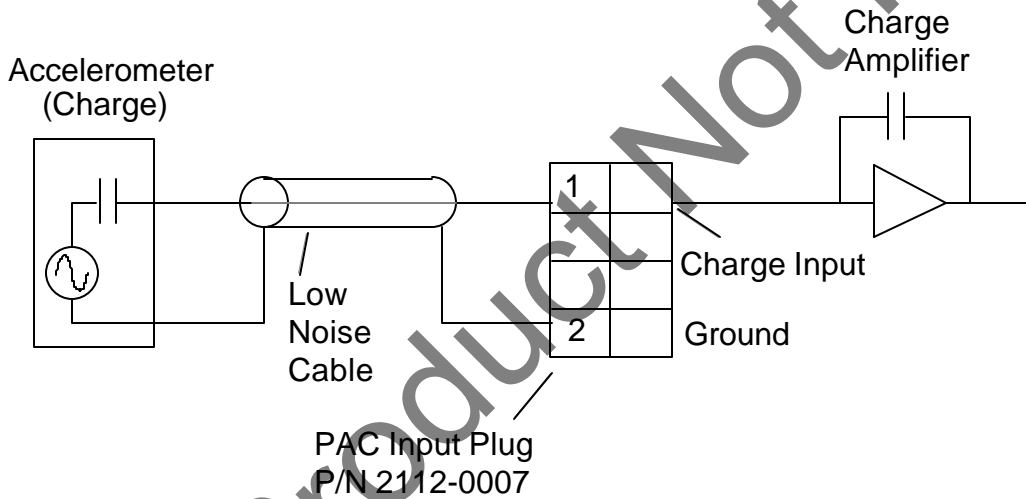 Charge
Amplifier
Accelerometer
(Charge)
1
Charge Input
Low
Noise
Cable
2
Ground
PAC Input Plug
P/N 2112-0007
Product Not